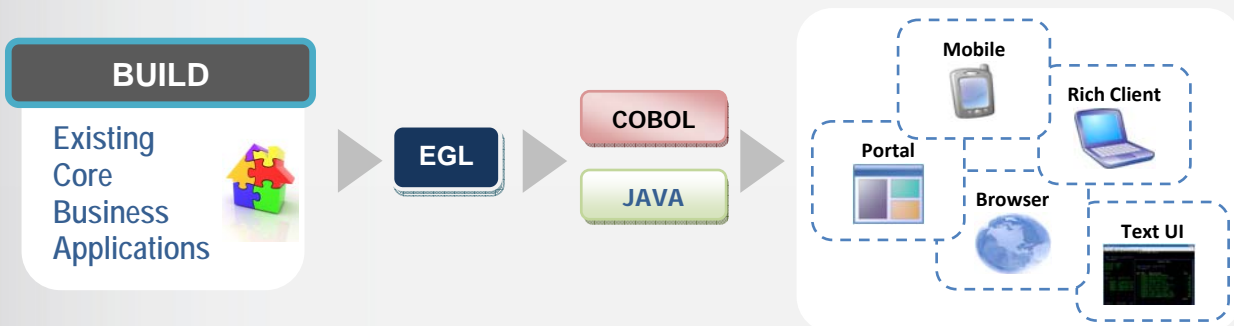 BUILD
Existing
Core
Business
Applications
EGL
COBOL
JAVA
Mobile
Rich Client
Portal
Browser
Text UI